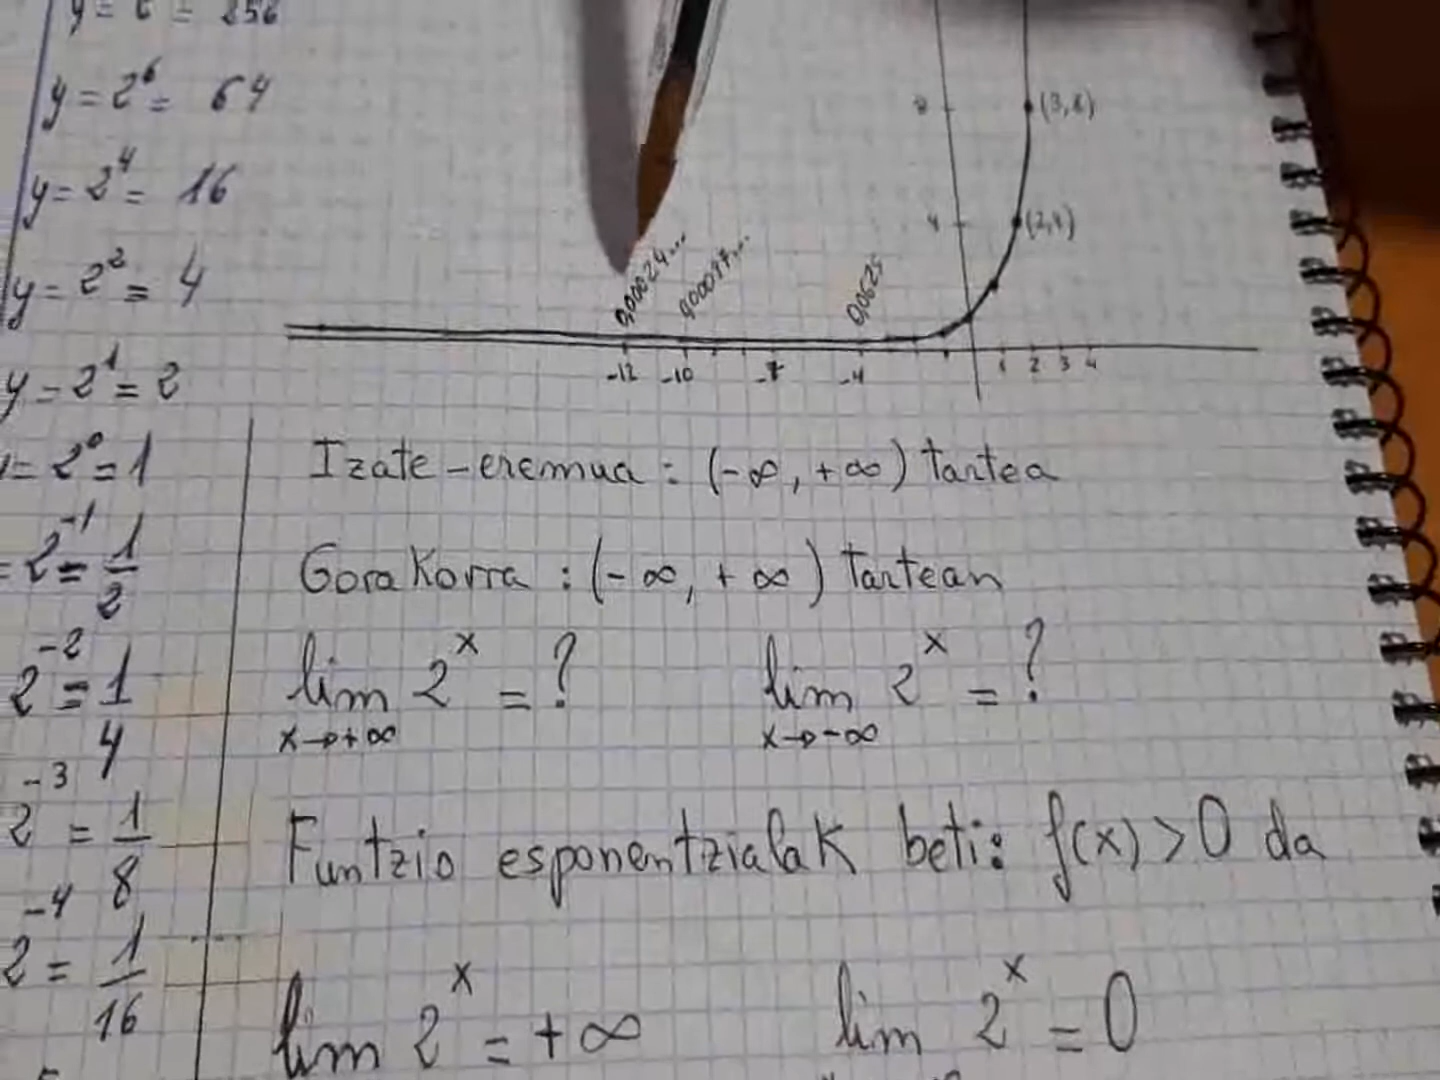 y = 2⁶ = 64
y = 2⁴ = 16
y = 2² = 4
y = 2¹ = 2
= 2⁰ = 1
= 2⁻¹ = 1/2
2⁻² = 1/4
2⁻³ = 1/8
2⁻⁴ = 1/16
8 (3,8)
4 (2,4)
0,00024... 0,00097... 0,0625
-12 -10 -7 -4 1 2 3 4
Izate-eremua : (-∞, +∞) tartea
Gorakorra : (-∞, +∞) tartean
lim 2ˣ = ? lim 2ˣ = ?
x→+∞ x→-∞
Funtzio esponentzialak beti: f(x) > 0 da
lim 2ˣ = +∞ lim 2ˣ = 0